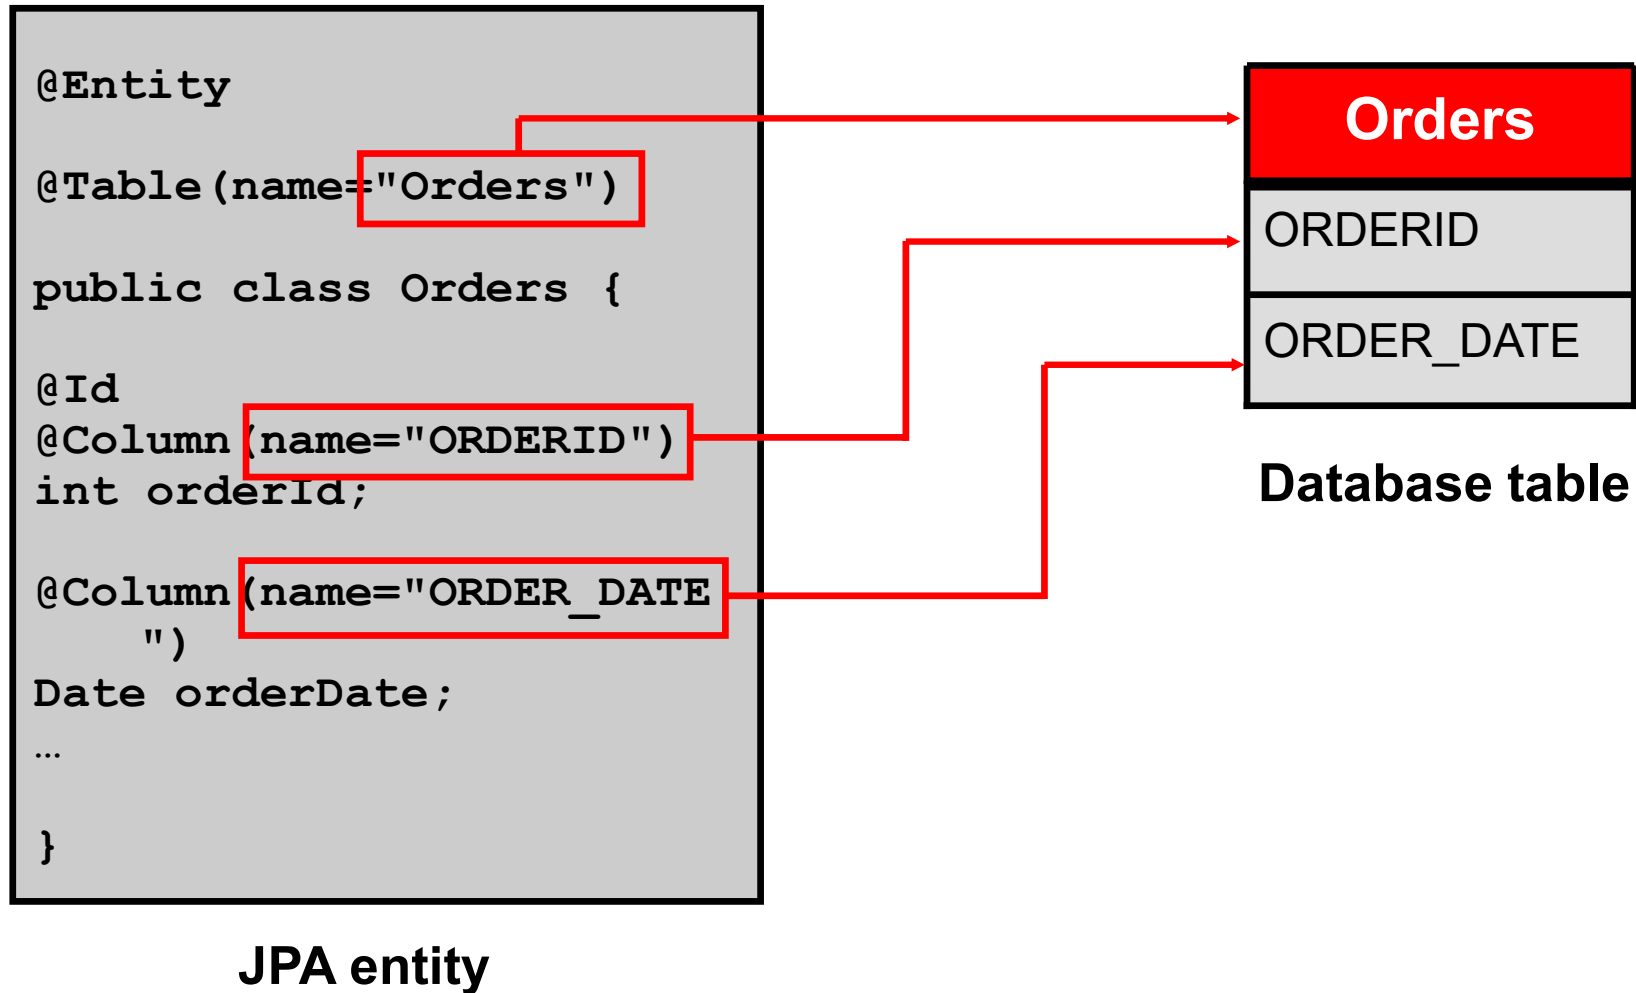 @Entity
@Table(name="Orders")
public class Orders {
@Id
@Column(name="ORDERID")
int orderId;
@Column(name="ORDER_DATE
")
Date orderDate;
…
}
JPA entity
Orders
ORDERID
ORDER_DATE
Database table